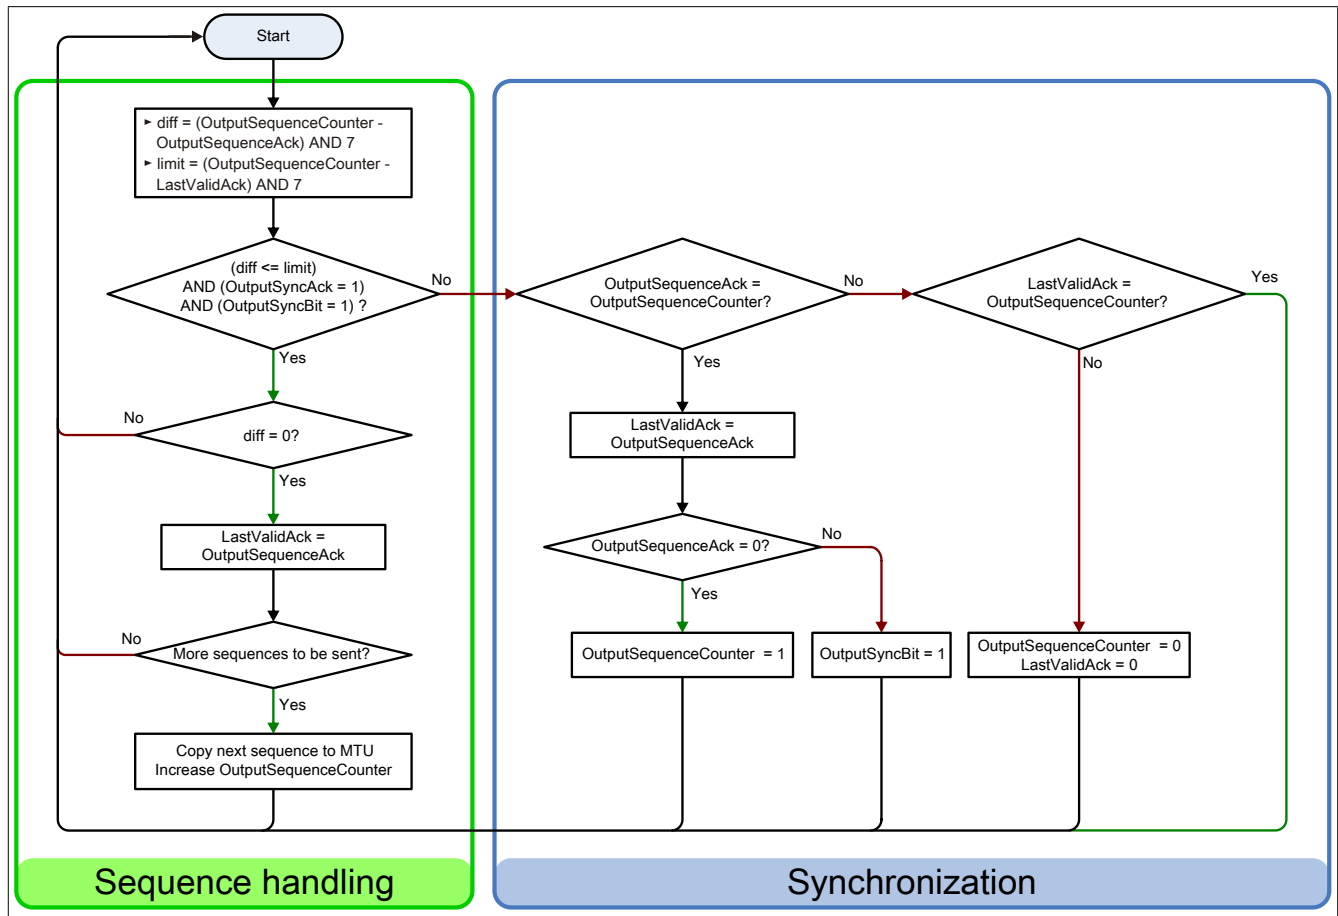 Start
► diff = (OutputSequenceCounter -
OutputSequenceAck) AND 7
► limit = (OutputSequenceCounter -
LastValidAck) AND 7
(diff <= limit)
AND (OutputSyncAck = 1)
AND (OutputSyncBit = 1) ?
No
Yes
diff = 0?
No
Yes
LastValidAck =
OutputSequenceAck
More sequences to be sent?
No
Yes
Copy next sequence to MTU
Increase OutputSequenceCounter
Sequence handling
OutputSequenceAck =
OutputSequenceCounter?
No
Yes
LastValidAck =
OutputSequenceAck
OutputSequenceAck = 0?
No
Yes
OutputSequenceCounter = 1
OutputSyncBit = 1
LastValidAck =
OutputSequenceCounter?
Yes
No
OutputSequenceCounter = 0
LastValidAck = 0
Synchronization